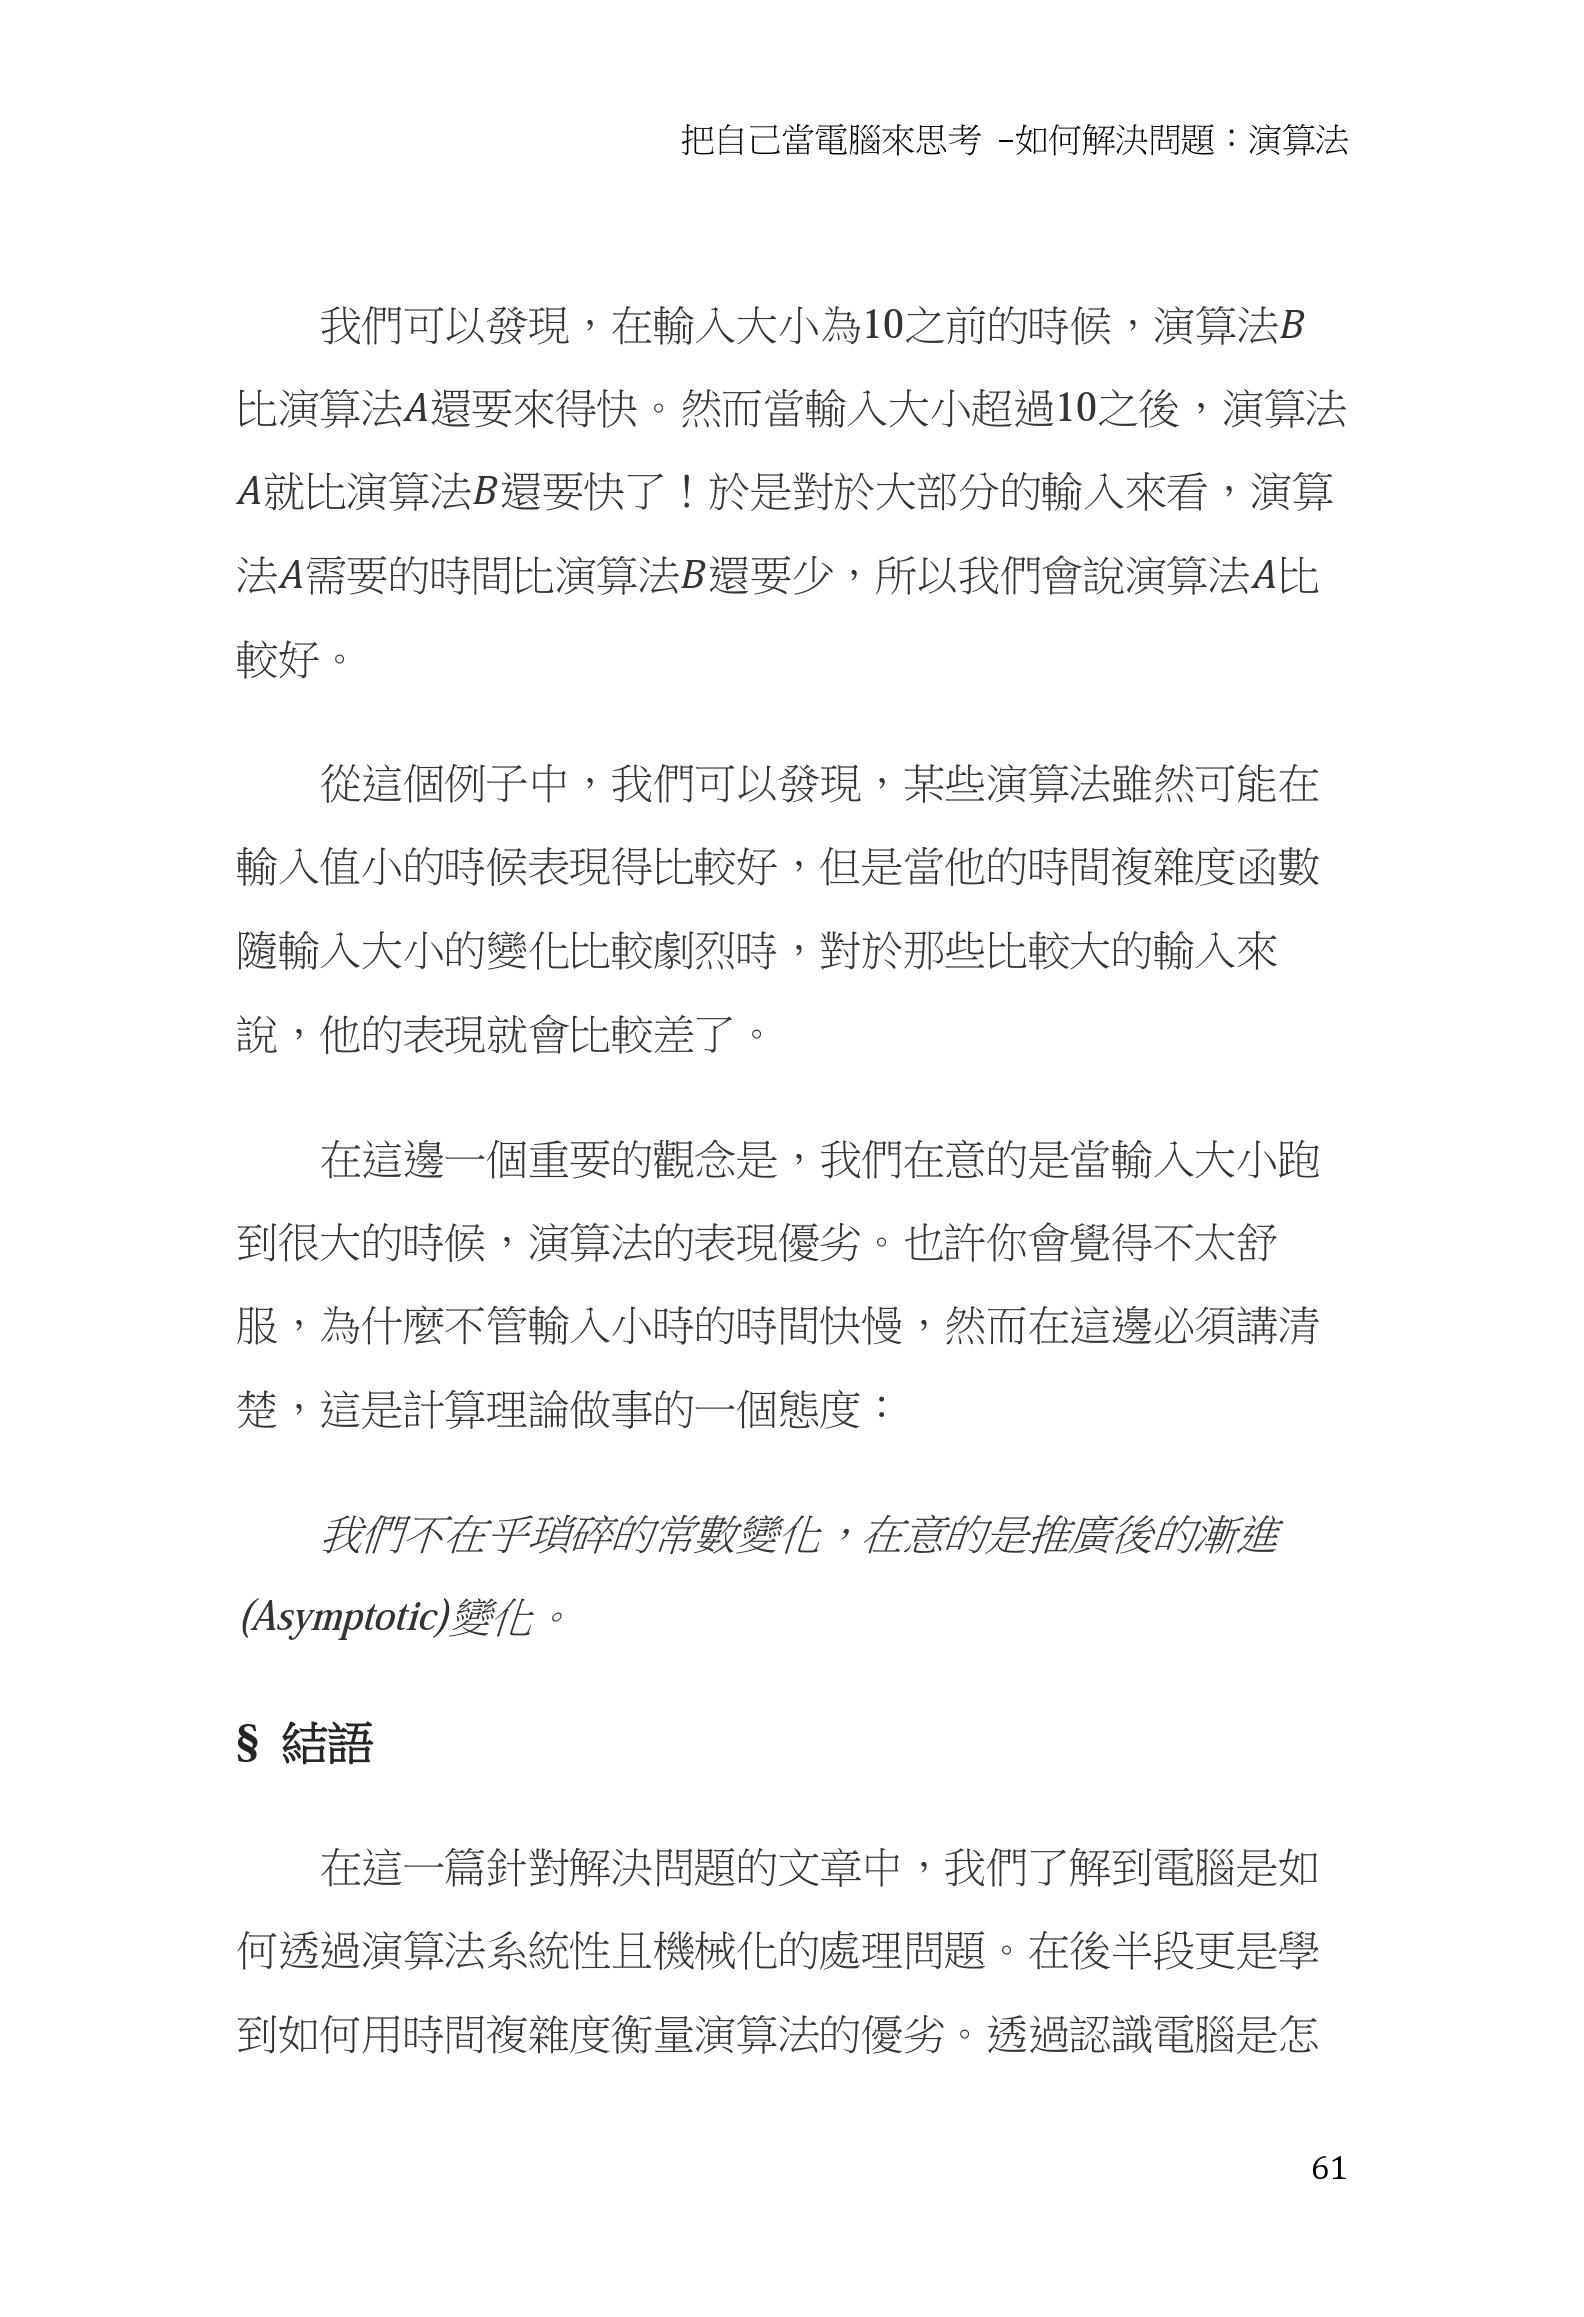 把自己當電腦來思考 –如何解決問題：演算法
我們可以發現，在輸入大小為10之前的時候，演算法B
比演算法A還要來得快。然而當輸入大小超過10之後，演算法
A就比演算法B還要快了！於是對於大部分的輸入來看，演算
法A需要的時間比演算法B還要少，所以我們會說演算法A比
較好。
從這個例子中，我們可以發現，某些演算法雖然可能在
輸入值小的時候表現得比較好，但是當他的時間複雜度函數
隨輸入大小的變化比較劇烈時，對於那些比較大的輸入來
說，他的表現就會比較差了。
在這邊一個重要的觀念是，我們在意的是當輸入大小跑
到很大的時候，演算法的表現優劣。也許你會覺得不太舒
服，為什麼不管輸入小時的時間快慢，然而在這邊必須講清
楚，這是計算理論做事的一個態度：
我們不在乎瑣碎的常數變化，在意的是推廣後的漸進
(Asymptotic)變化。
§ 結語
在這一篇針對解決問題的文章中，我們了解到電腦是如
何透過演算法系統性且機械化的處理問題。在後半段更是學
到如何用時間複雜度衡量演算法的優劣。透過認識電腦是怎
61